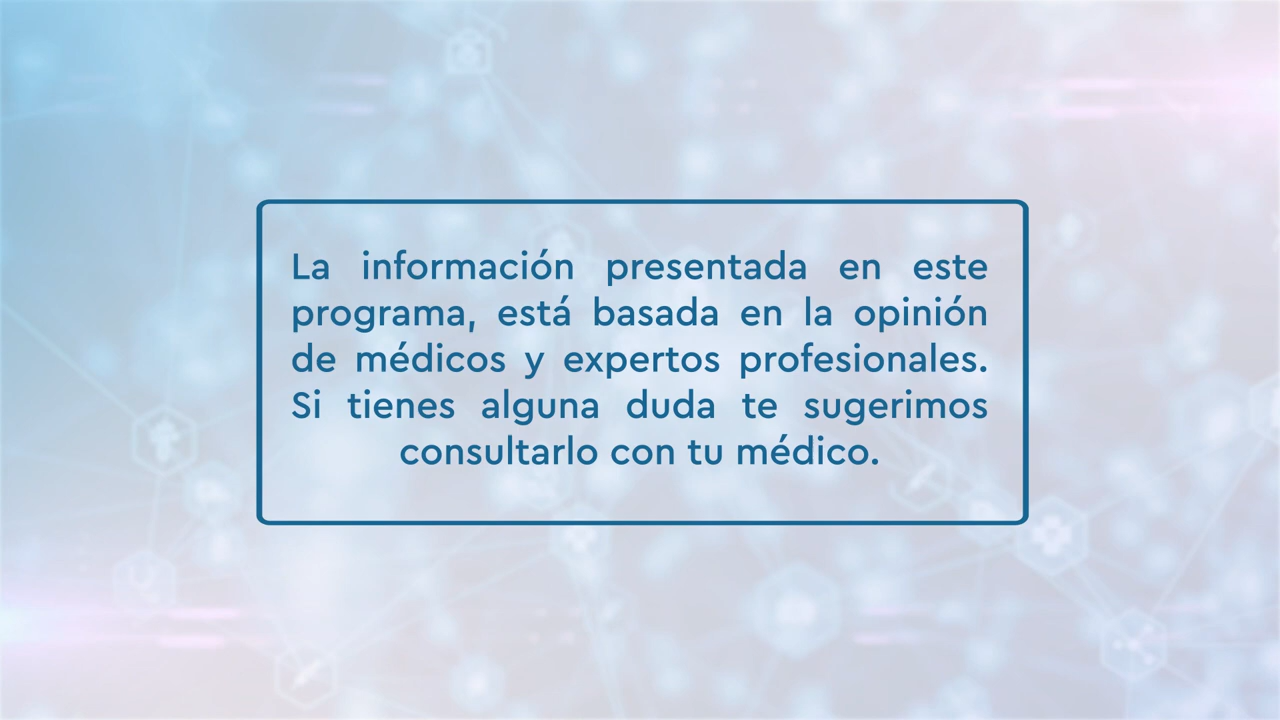 La información presentada en este
programa, está basada en la opinión
de médicos y expertos profesionales.
Si tienes alguna duda te sugerimos
consultarlo con tu médico.